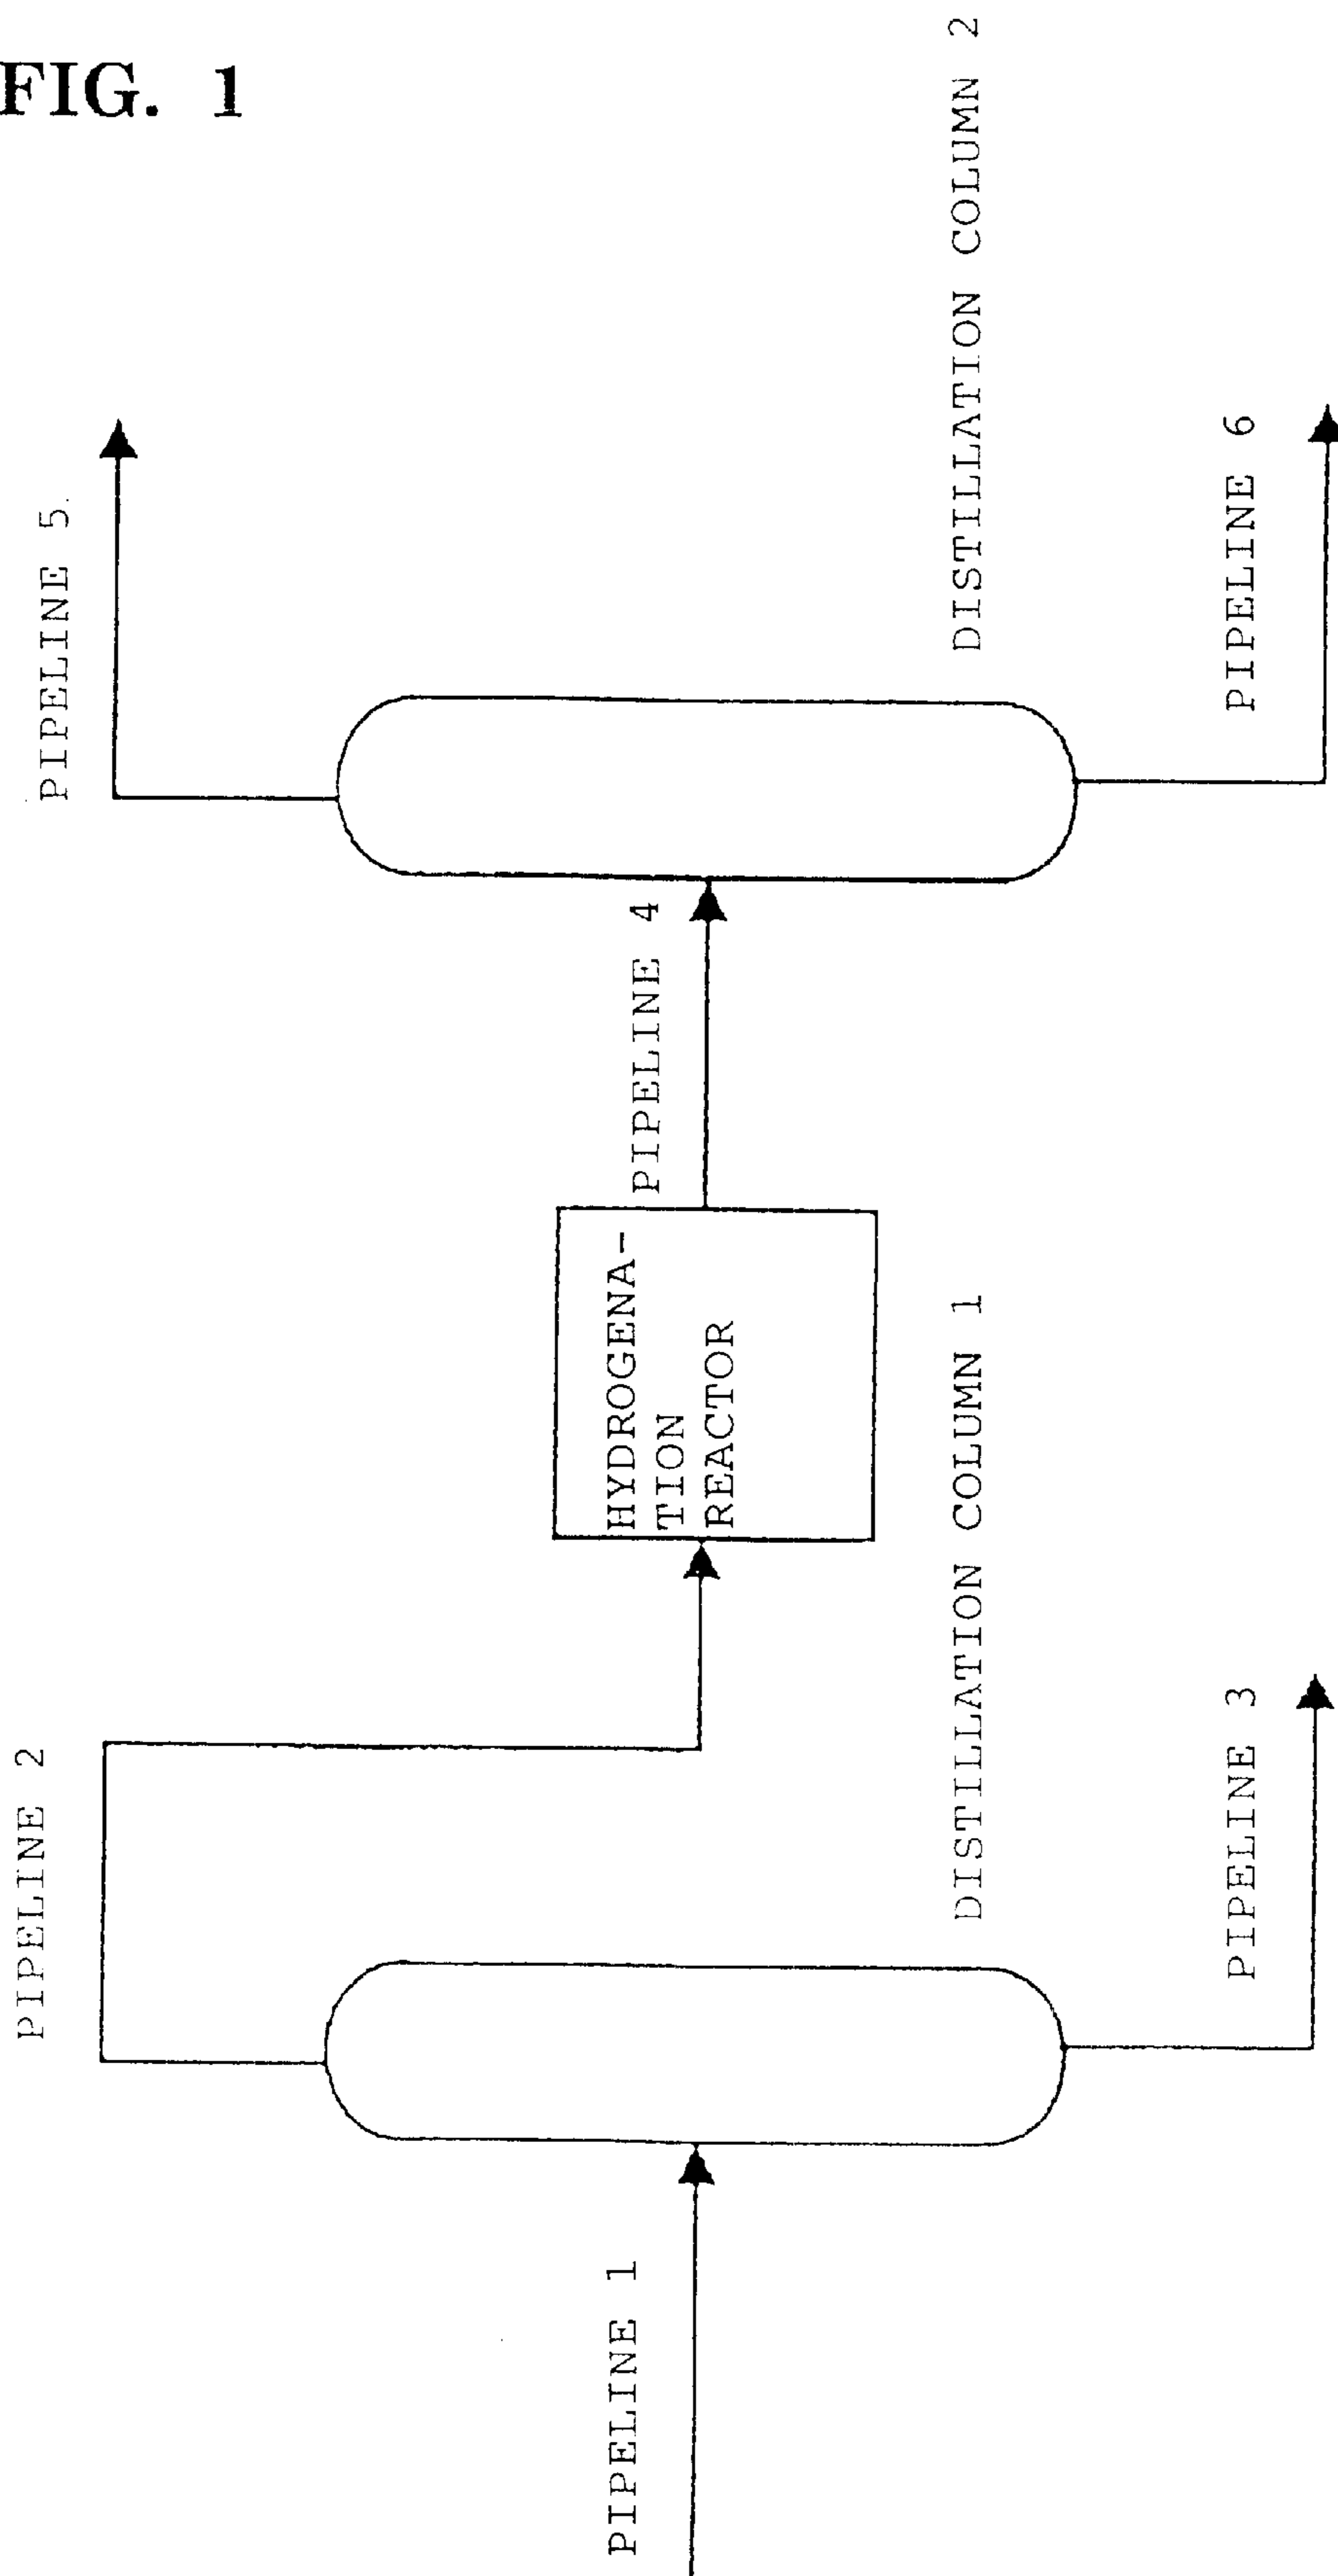 FIG. 1
PIPELINE 1
PIPELINE 2
PIPELINE 3
DISTILLATION COLUMN 1
HYDROGENA-
TION
REACTOR
PIPELINE 4
PIPELINE 5.
DISTILLATION COLUMN 2
PIPELINE 6